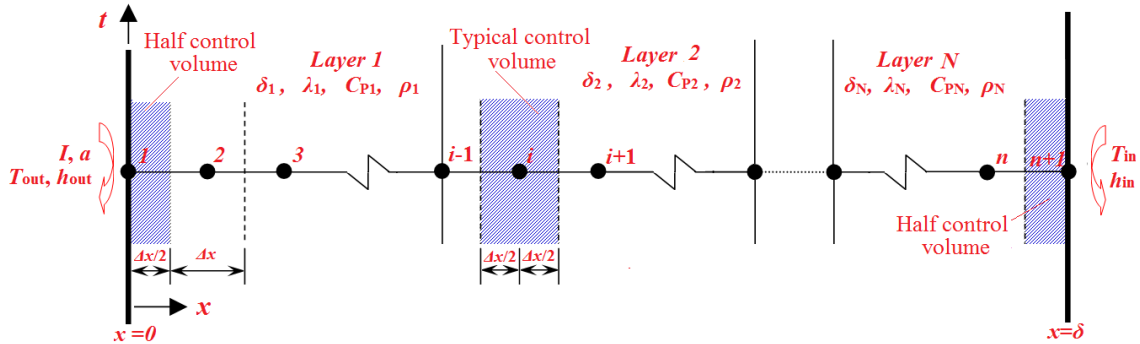 t
Half control
volume
Layer 1
δ1, λ1, CP1, ρ1
Typical control
volume
Layer 2
δ2, λ2, CP2, ρ2
Layer N
δN, λN, CPN, ρN
I, a
Tout, hout
1
2
3
i-1
i
i+1
n
n+1
Tin
hin
Half control
volume
Δx/2
Δx
Δx/2
Δx/2
x
x=0
x=δ